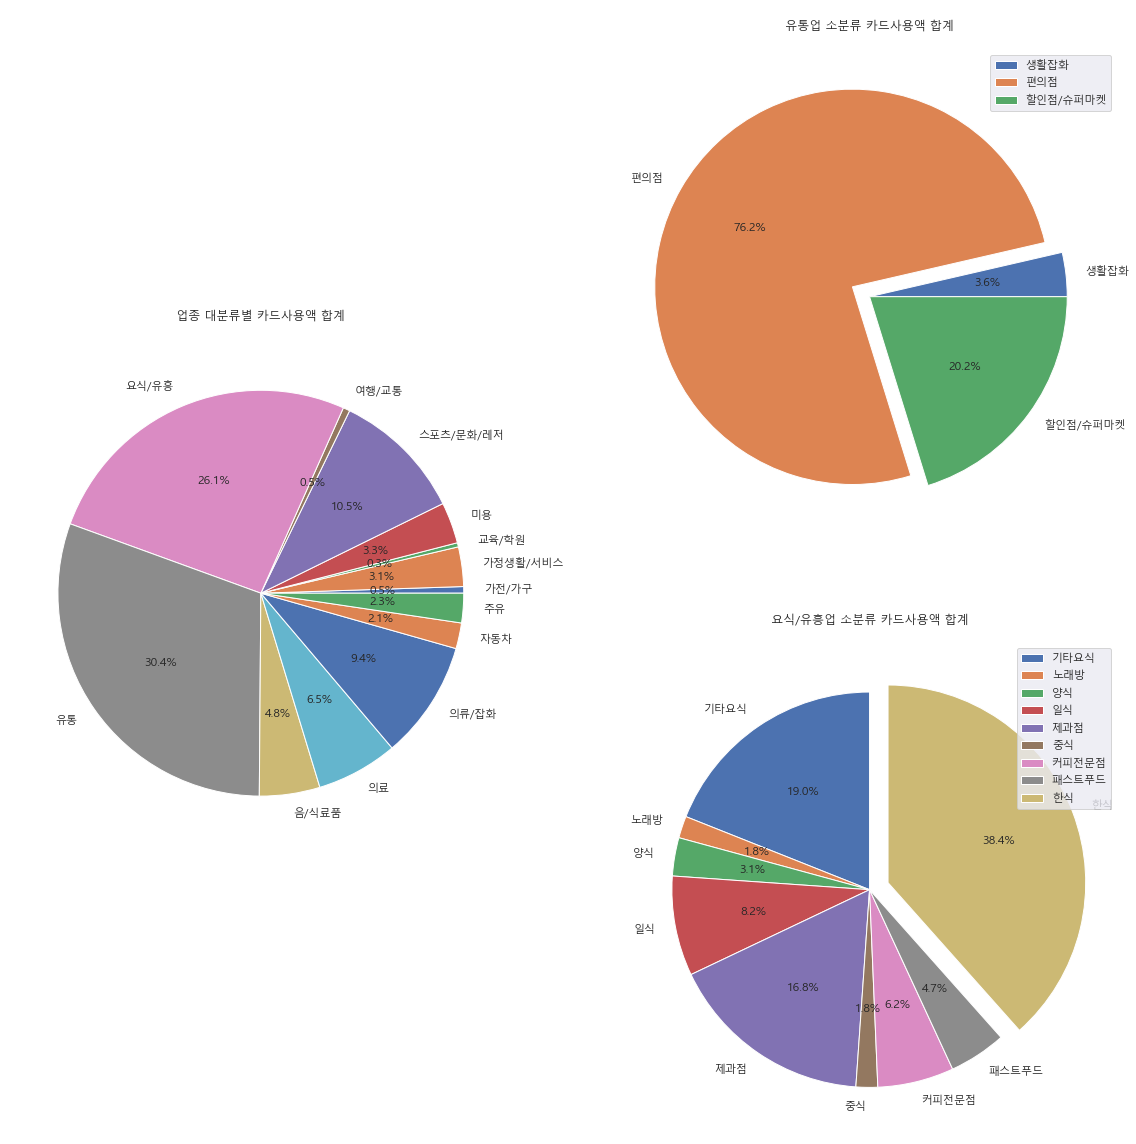 유통업 소분류 카드사용액 합계
생활잡화
편의점
할인점/슈퍼마켓
편의점
76.2%
생활잡화
3.6%
20.2%
할인점/슈퍼마켓
업종 대분류별 카드사용액 합계
요식/유흥
여행/교통
스포츠/문화/레저
26.1%
0.5%
10.5%
미용
3.3%
교육/학원
0.3%
가정생활/서비스
3.1%
가전/가구
0.5%
2.3%
주유
2.1%
자동차
9.4%
30.4%
6.5%
4.8%
의류/잡화
유통
의료
음/식료품
요식/유흥업 소분류 카드사용액 합계
기타요식
노래방
양식
일식
제과점
중식
커피전문점
패스트푸드
한식
기타요식
19.0%
한식
노래방
38.4%
양식
1.8%
3.1%
8.2%
일식
16.8%
4.7%
1.8%
6.2%
제과점
패스트푸드
커피전문점
중식